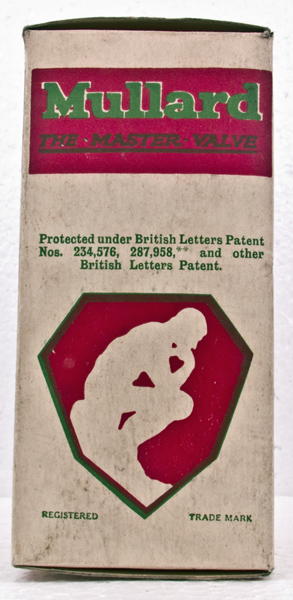 Mullard
THE · MASTER · VALVE
Protected under British Letters Patent
Nos. 234,576, 287,958,** and other
British Letters Patent.
REGISTERED TRADE MARK